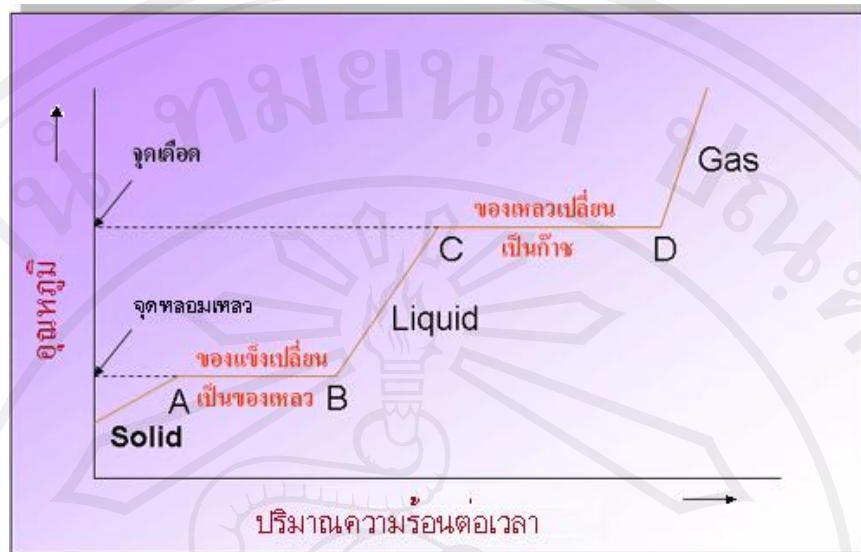 จุดเดือด
Gas
ของเหลวเปลี่ยน
เป็นก๊าซ
C
D
อุณหภูมิ
จุดหลอมเหลว
Liquid
ของแข็งเปลี่ยน
เป็นของเหลว
A
B
Solid
ปริมาณความร้อนต่อเวลา